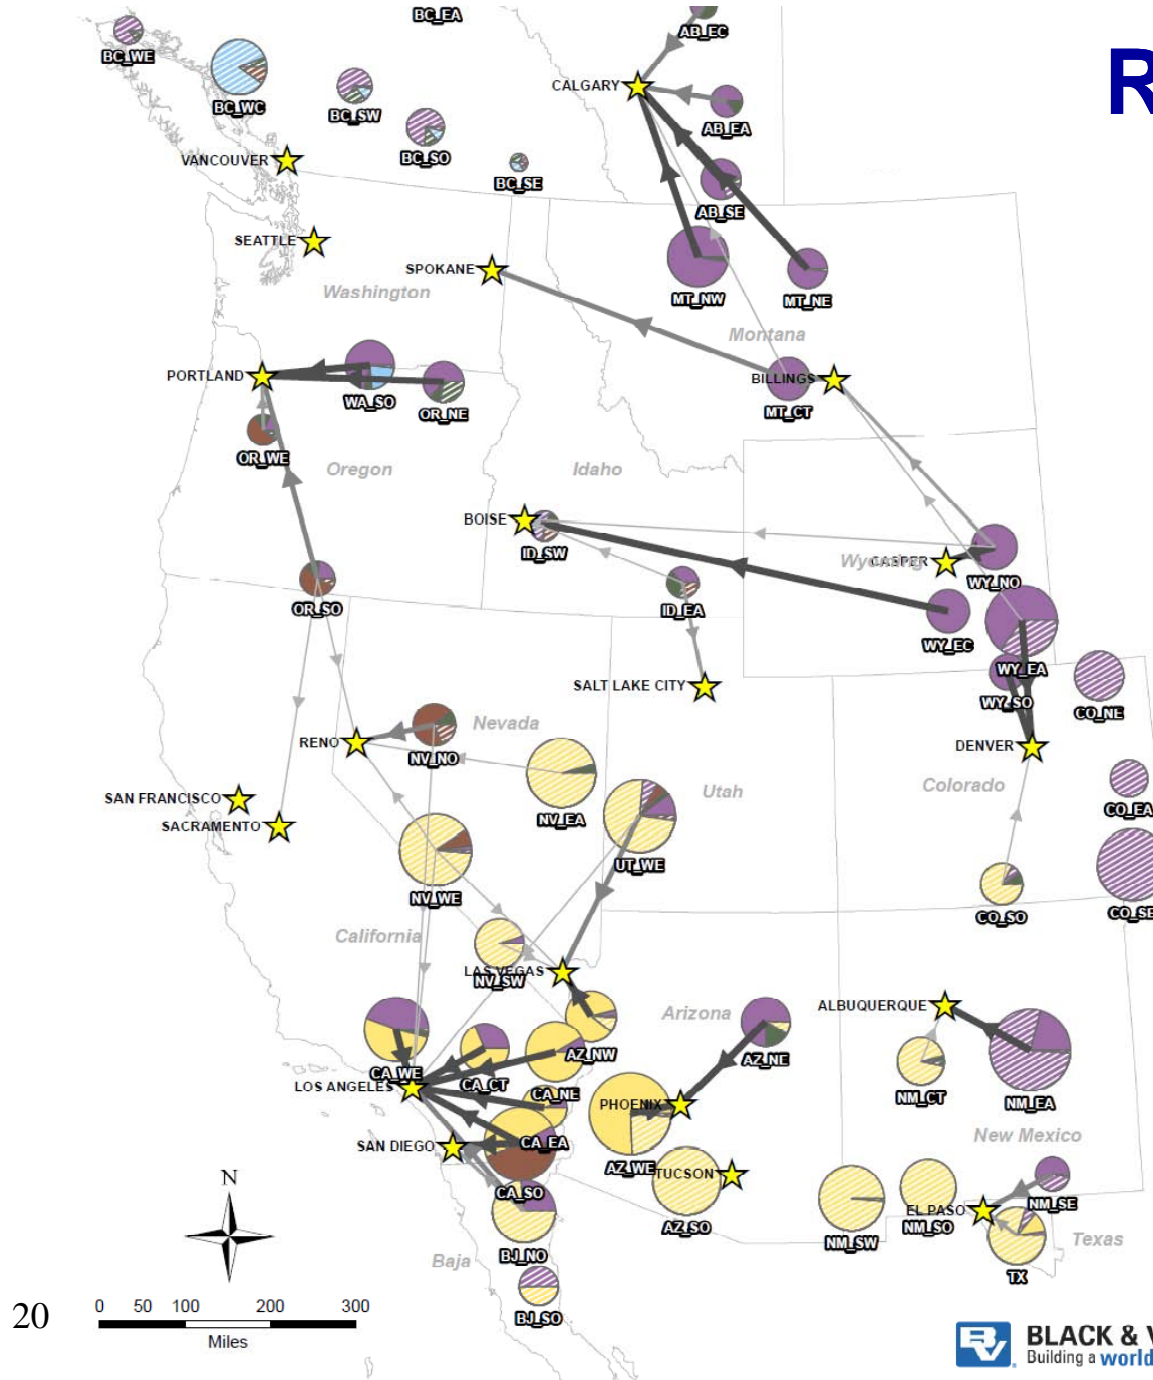 BC_EA
R
AB_EC
BC_WE
CALGARY
BC_WC
BC_SW
AB_EA
BC_SO
VANCOUVER
BC_SE
AB_SE
SEATTLE
SPOKANE
Washington
MT_NW
MT_NE
Montana
PORTLAND
BILLINGS
WA_SO
OR_NE
MT_CT
OR_WE
Oregon
Idaho
BOISE
ID_SW
Wyoming
CASPER
WY_NO
OR_SO
ID_EA
WY_EC
WY_EA
SALT LAKE CITY
WY_SO
CO_NE
Nevada
RENO
NV_NO
DENVER
Utah
Colorado
SAN FRANCISCO
CO_EA
SACRAMENTO
NV_EA
UT_WE
NV_WE
CO_SO
CO_SE
California
LAS VEGAS
NV_SW
ALBUQUERQUE
Arizona
AZ_NW
AZ_NE
CA_WE
CA_CT
LOS ANGELES
CA_NE
NM_CT
NM_EA
PHOENIX
New Mexico
CA_EA
SAN DIEGO
AZ_WE
TUCSON
N
CA_SO
NM_SE
EL PASO
AZ_SO
NM_SO
NM_SW
Texas
BJ_NO
Baja
TX
BJ_SO
20
0 50 100 200 300
Miles
BV
BLACK & V
Building a world